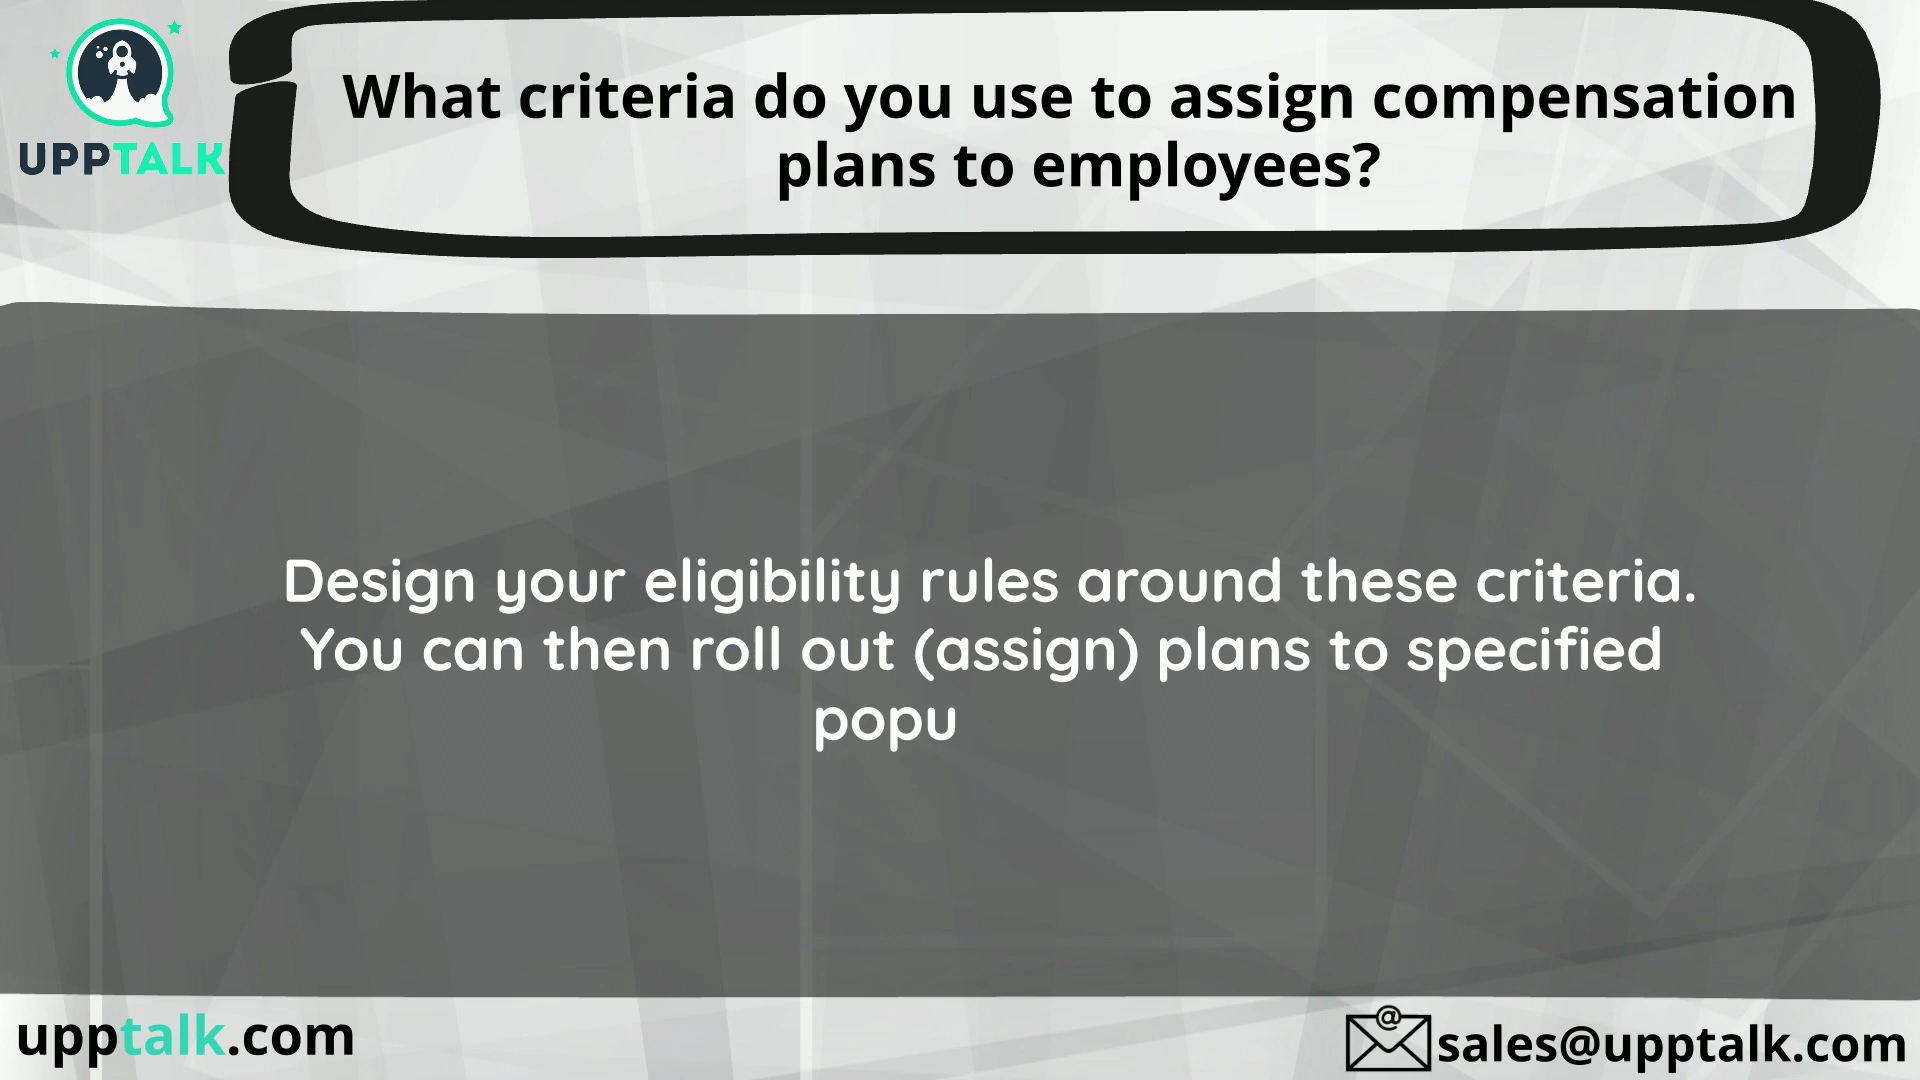 UPPTALK
What criteria do you use to assign compensation
plans to employees?
Design your eligibility rules around these criteria.
You can then roll out (assign) plans to specified
popu
upptalk.com
@
sales@upptalk.com